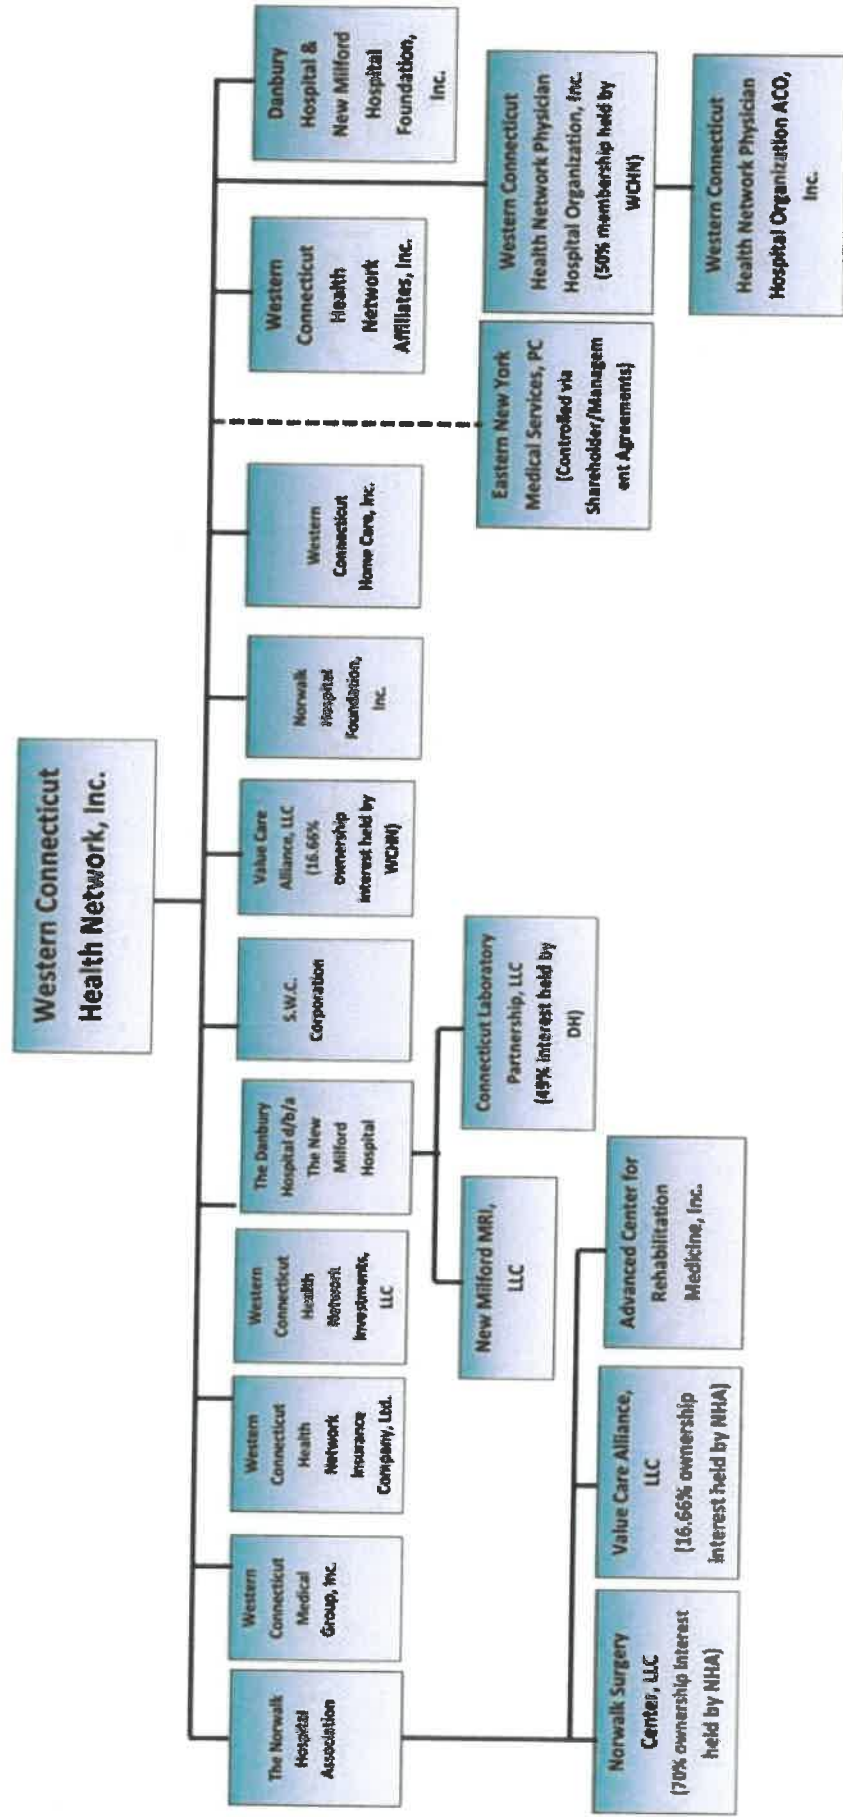 Western Connecticut
Health Network, Inc.
The Norwalk
Hospital
Association
Western
Connecticut
Medical
Group, Inc.
Western
Connecticut
Health
Network
Insurance
Company, Ltd.
Western
Connecticut
Health
Network
Investments,
LLC
The Danbury
Hospital d/b/a
The New
Milford
Hospital
S.W.C.
Corporation
Value Care
Alliance, LLC
(16.66%
ownership
interest held by
WCHN)
Norwalk
Hospital
Foundation,
Inc.
Western
Connecticut
Home Care, Inc.
Western
Connecticut
Health
Network
Affiliates, Inc.
Danbury
Hospital &
New Milford
Hospital
Foundation,
Inc.
New Milford MRI,
LLC
Connecticut Laboratory
Partnership, LLC
(49% interest held by
DH)
Eastern New York
Medical Services, PC
(Controlled via
Shareholder/Managem
ent Agreements)
Western Connecticut
Health Network Physician
Hospital Organization, Inc.
(50% membership held by
WCHN)
Norwalk Surgery
Center, LLC
(70% ownership interest
held by NHA)
Value Care Alliance,
LLC
(16.66% ownership
interest held by NHA)
Advanced Center for
Rehabilitation
Medicine, Inc.
Western Connecticut
Health Network Physician
Hospital Organization ACO,
Inc.